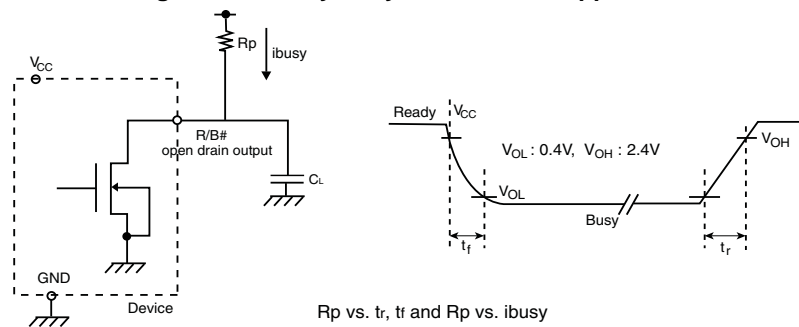 Rp
ibusy
VCC
R/B#
open drain output
CL
GND
Device
Ready
VCC
VOL : 0.4V, VOH : 2.4V
VOH
VOL
Busy
tf
tr
Rp vs. tr, tf and Rp vs. ibusy